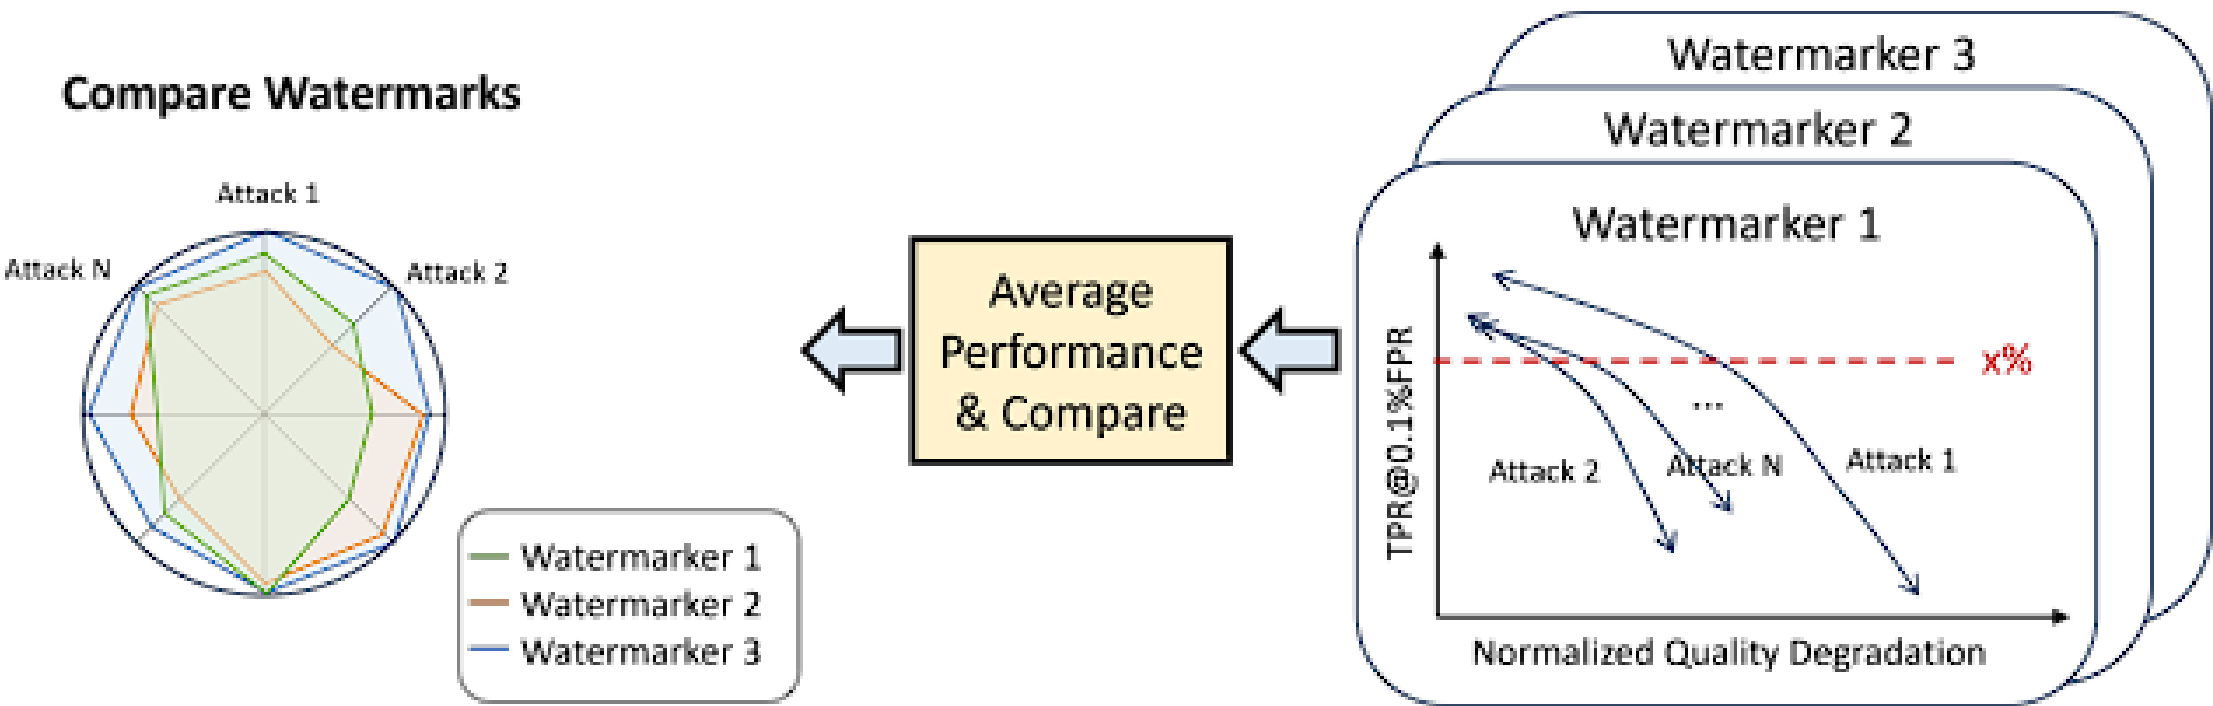 Compare Watermarks
Attack 1
Attack N
Attack 2
Watermarker 1
Watermarker 2
Watermarker 3
Average
Performance
& Compare
Watermarker 3
Watermarker 2
Watermarker 1
TPR@0.1%FPR
x%
...
Attack 2
Attack N
Attack 1
Normalized Quality Degradation